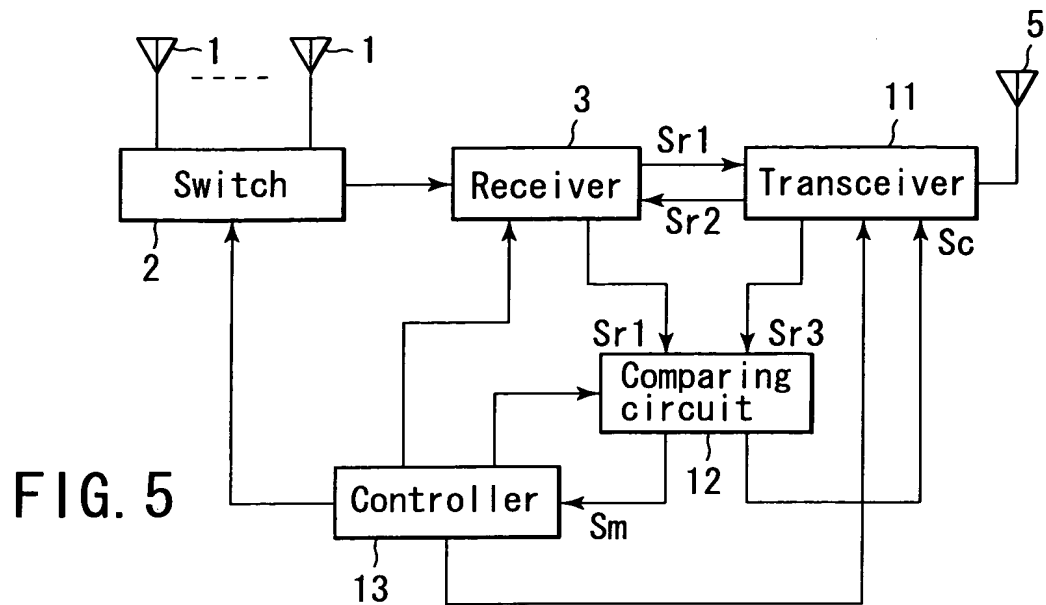 1 1 5
3 11
Sr1
Switch Receiver Transceiver
Sr2
2 Sc
Sr1 Sr3
Comparing
circuit
12
FIG. 5
Controller
Sm
13